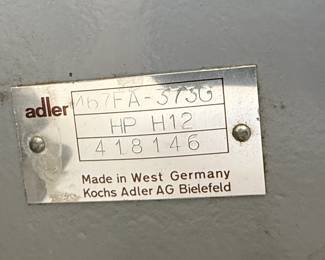 adler
167FA-373G
HP H12
418146
Made in West Germany
Kochs Adler AG Bielefeld